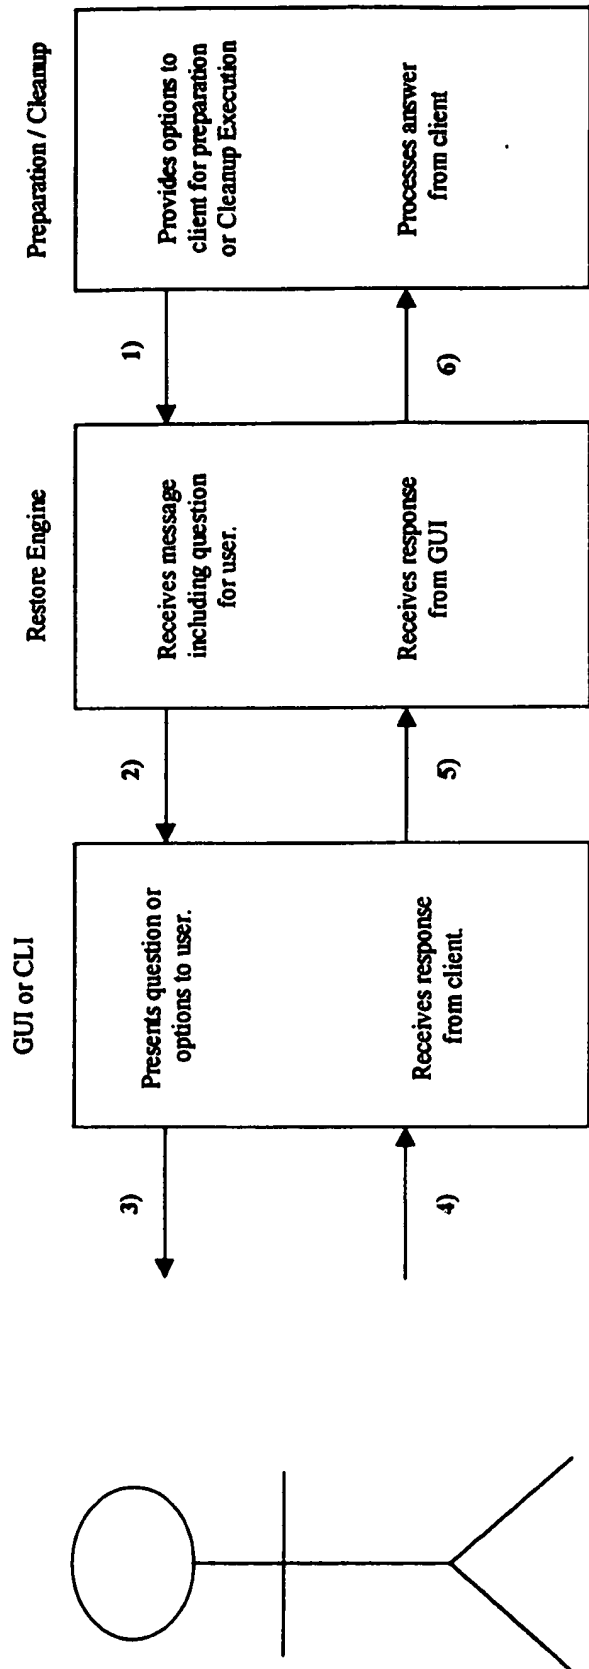 GUI or CLI
Presents question or
options to user.
Receives response
from client.
Restore Engine
Receives message
including question
for user.
Receives response
from GUI
Preparation / Cleanup
Provides options to
client for preparation
or Cleanup Execution
Processes answer
from client
1)
2)
3)
4)
5)
6)